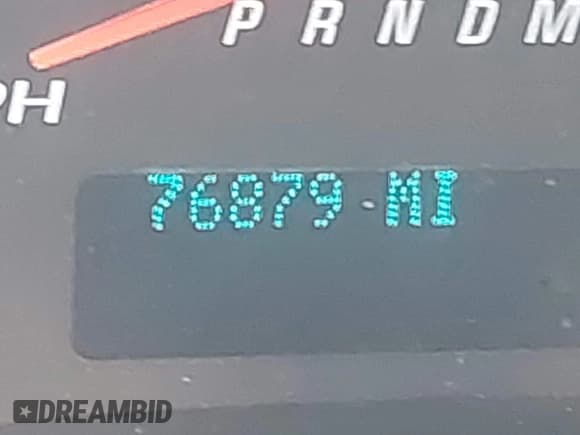 P R N D M
PH
76879 MI
DREAMBID